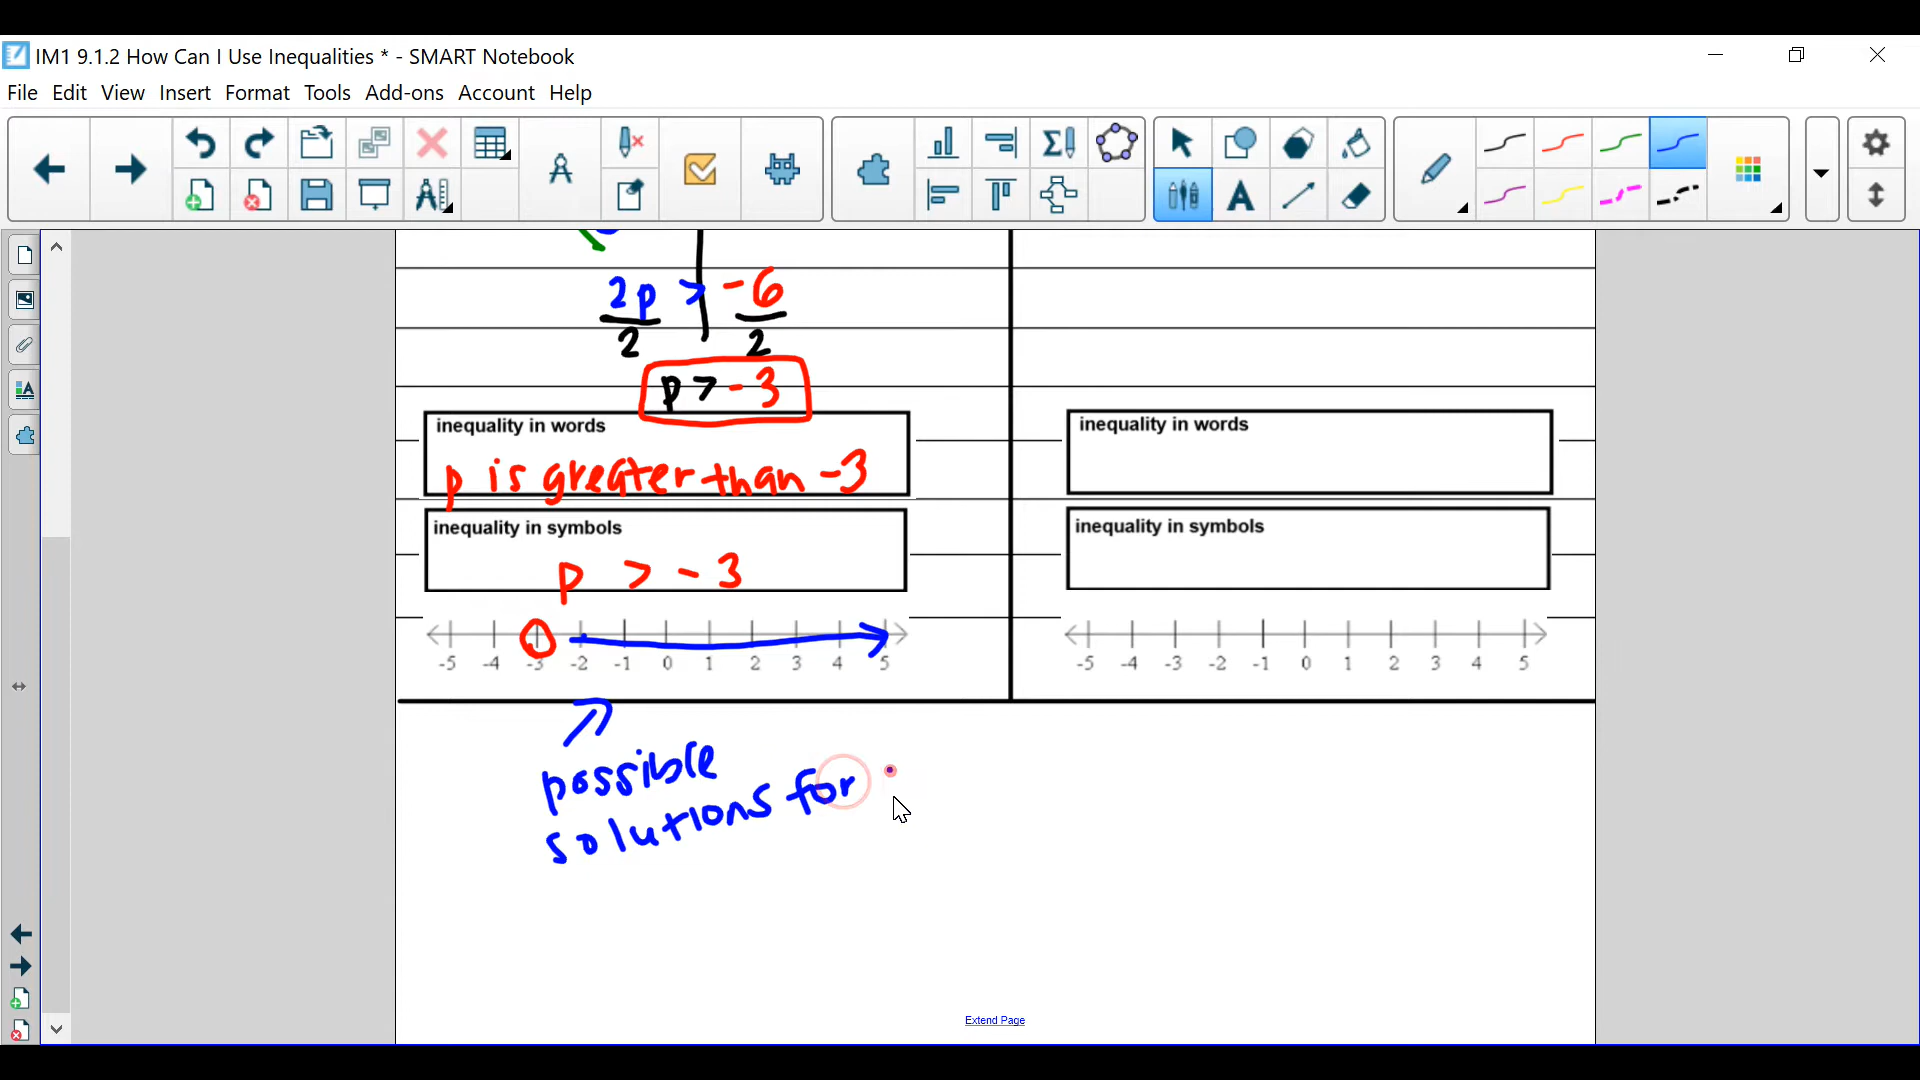 IM1 9.1.2 How Can I Use Inequalities * - SMART Notebook
File Edit View Insert Format Tools Add-ons Account Help
2p > -6
2 2
p > -3
inequality in words
p is greater than -3
inequality in symbols
p > -3
-5 -4 -3 -2 -1 0 1 2 3 4 5
possible
solutions for
inequality in words
inequality in symbols
-5 -4 -3 -2 -1 0 1 2 3 4 5
Extend Page